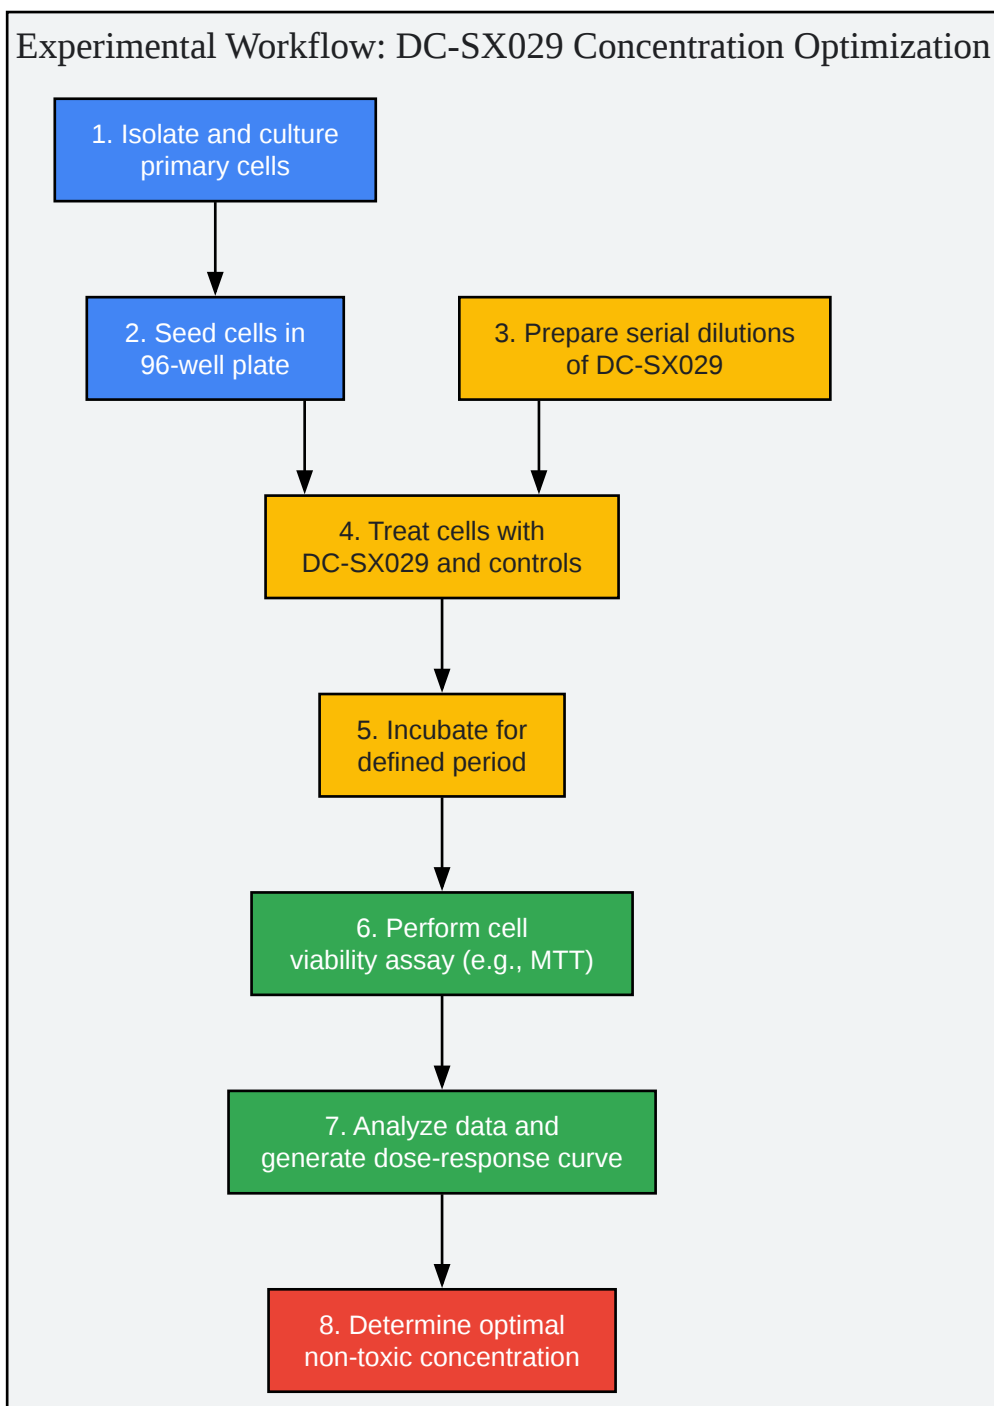 Experimental Workflow: DC-SX029 Concentration Optimization
1. Isolate and culture
primary cells
2. Seed cells in
96-well plate
3. Prepare serial dilutions
of DC-SX029
4. Treat cells with
DC-SX029 and controls
5. Incubate for
defined period
6. Perform cell
viability assay (e.g., MTT)
7. Analyze data and
generate dose-response curve
8. Determine optimal
non-toxic concentration